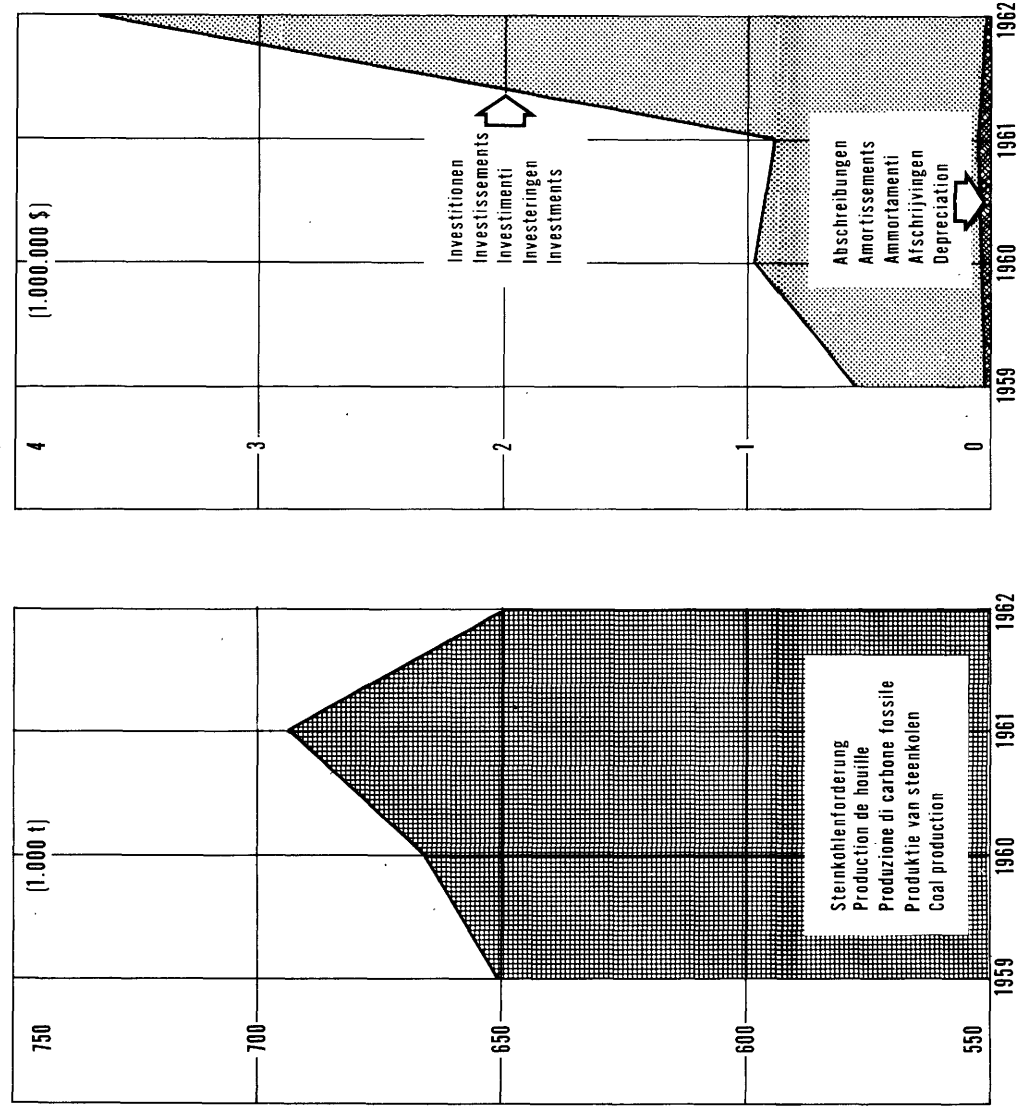 (1.000 t)
750
700
650
600
550
Steinkohlenforderung
Production de houille
Produzione di carbone fossile
Produktie van steenkolen
Coal production
1959
1960
1961
1962
(1.000.000 $)
4
3
2
1
0
Investitionen
Investissements
Investimenti
Investeringen
Investments
Abschreibungen
Amortissements
Ammortamenti
Afschrijvingen
Depreciation
1959
1960
1961
1962